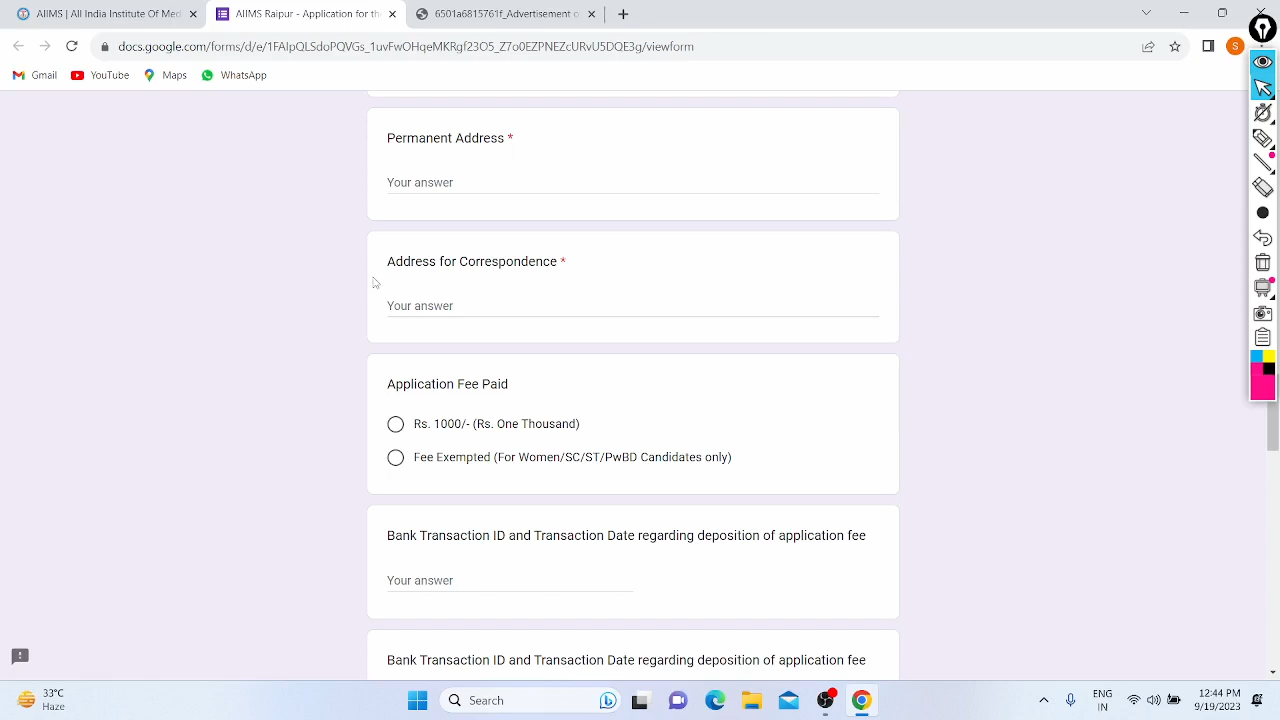 AIIMS | All India Institute Of Med
AIIMS Raipur - Application for th
6501a6815761f_Advertisement o
docs.google.com/forms/d/e/1FAIpQLSdoPQVGs_1uvFwOHqeMKRgf23O5_Z7b0EZPNEZ2URvU5DQE3g/viewform
S
Gmail
YouTube
Maps
WhatsApp
Permanent Address *
Your answer
Address for Correspondence *
Your answer
Application Fee Paid
Rs. 1000/- (Rs. One Thousand)
Fee Exempted (For Women/SC/ST/PwBD Candidates only)
Bank Transaction ID and Transaction Date regarding deposition of application fee
Your answer
Bank Transaction ID and Transaction Date regarding deposition of application fee
33°C
Haze
Search
ENG
IN
12:44 PM
9/19/2023